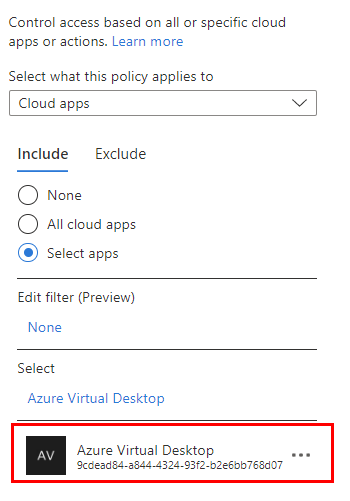 Control access based on all or specific cloud
apps or actions. Learn more
Select what this policy applies to
Cloud apps
Include Exclude
None
All cloud apps
Select apps
Edit filter (Preview)
None
Select
Azure Virtual Desktop
AV
Azure Virtual Desktop
9cdead84-a844-4324-93f2-b2e6bb768d07